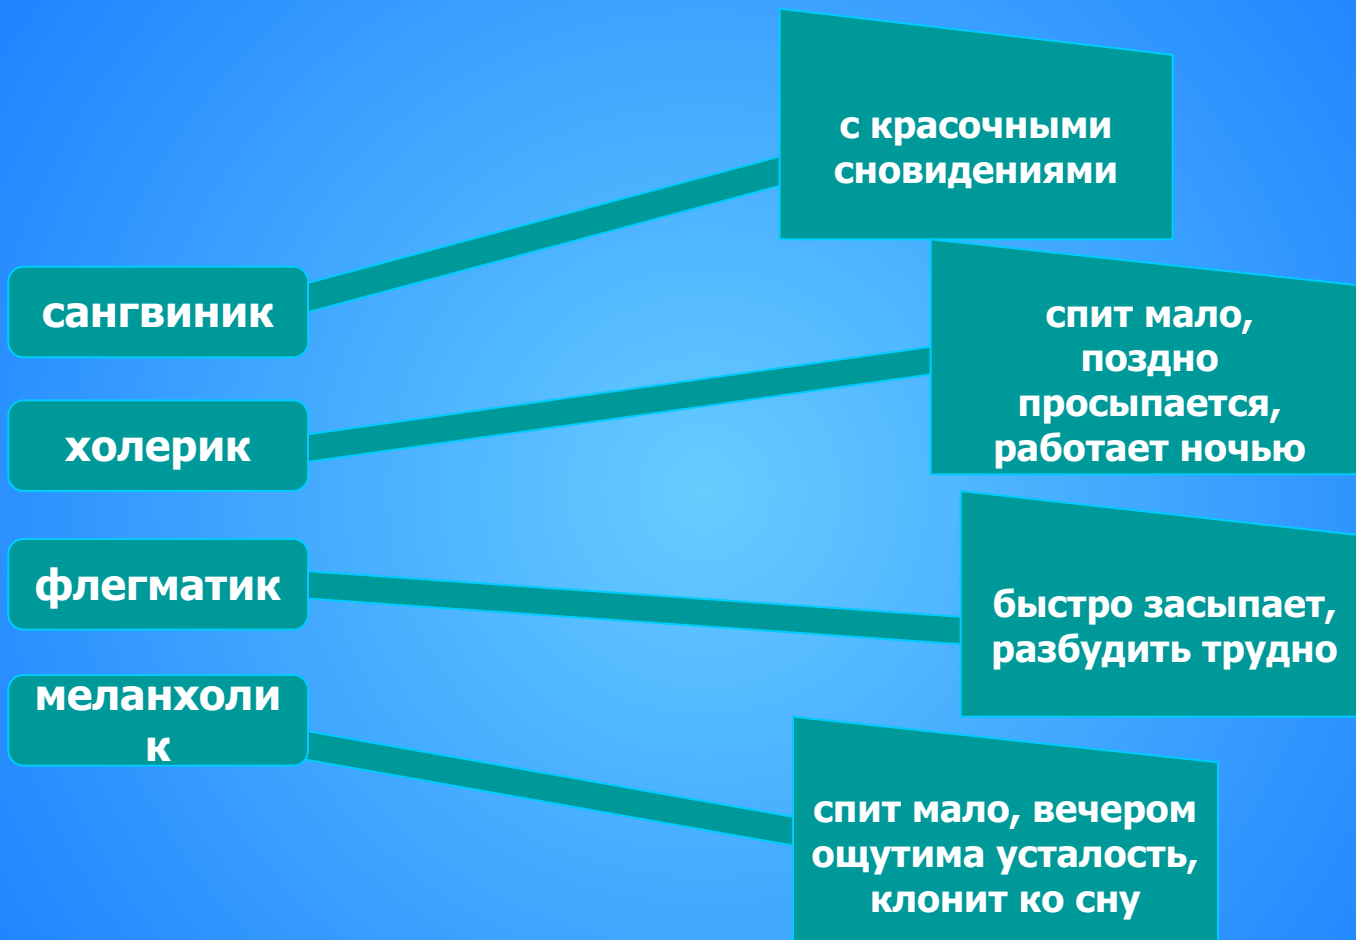 с красочными
сновидениями
сангвиник
спит мало,
поздно
просыпается,
работает ночью
холерик
флегматик
быстро засыпает,
разбудить трудно
меланхоли
к
спит мало, вечером
ощутима усталость,
клонит ко сну